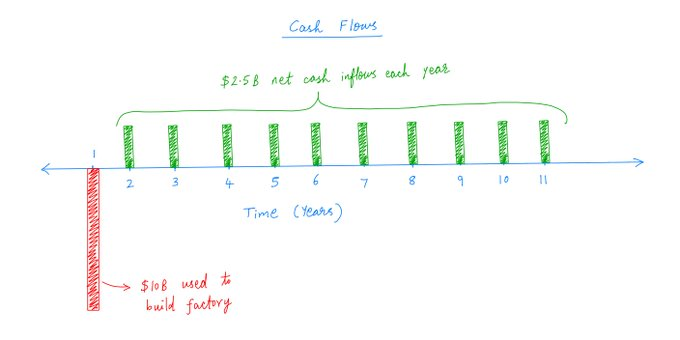 Cash Flows
$2.5B net cash inflows each year
1
2 3 4 5 6 7 8 9 10 11
Time (Years)
$10B used to
build factory